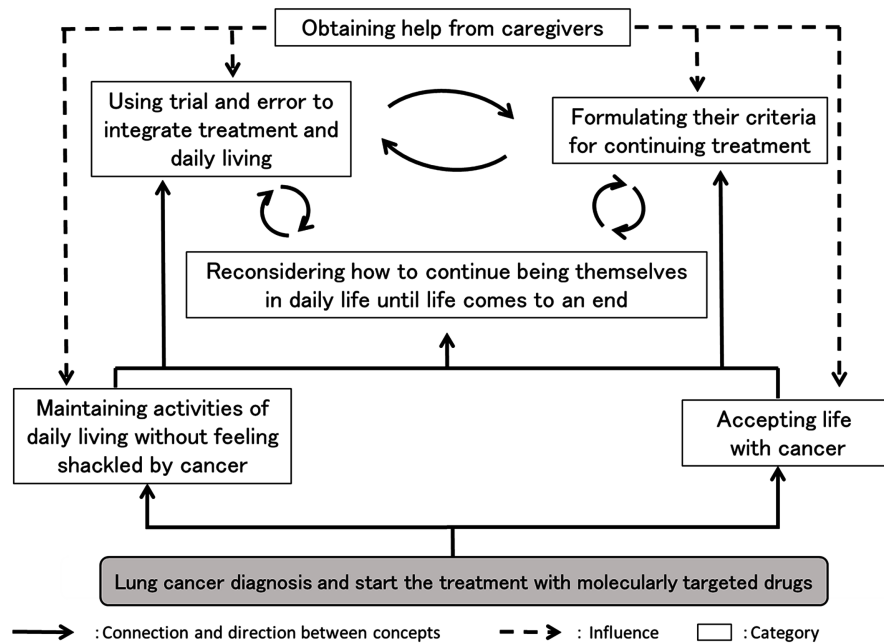 Obtaining help from caregivers
Using trial and error to
integrate treatment and
daily living
Formulating their criteria
for continuing treatment
Reconsidering how to continue being themselves
in daily life until life comes to an end
Maintaining activities of
daily living without feeling
shackled by cancer
Accepting life
with cancer
Lung cancer diagnosis and start the treatment with molecularly targeted drugs
: Connection and direction between concepts
: Influence
: Category